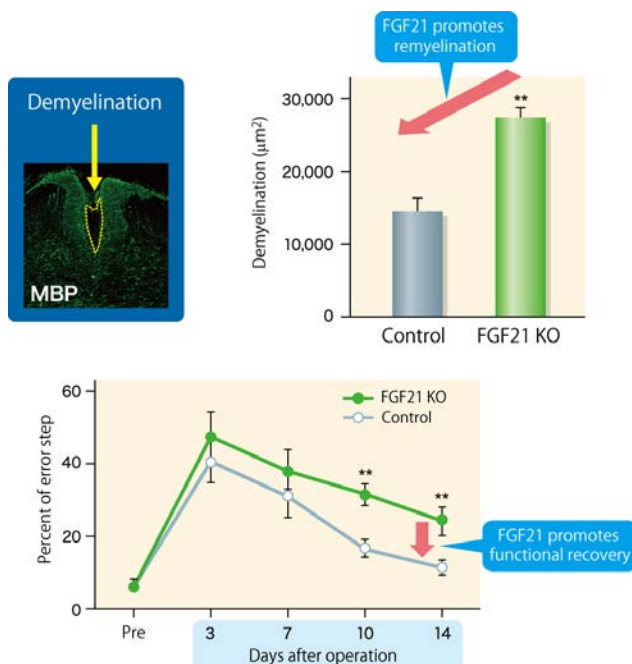 FGF21 promotes
remyelination
Demyelination
MBP
Demyelination (μm²)
30,000
20,000
10,000
0
**
Control
FGF21 KO
Percent of error step
60
40
20
0
FGF21 KO
Control
**
**
FGF21 promotes
functional recovery
Pre
3
7
10
14
Days after operation